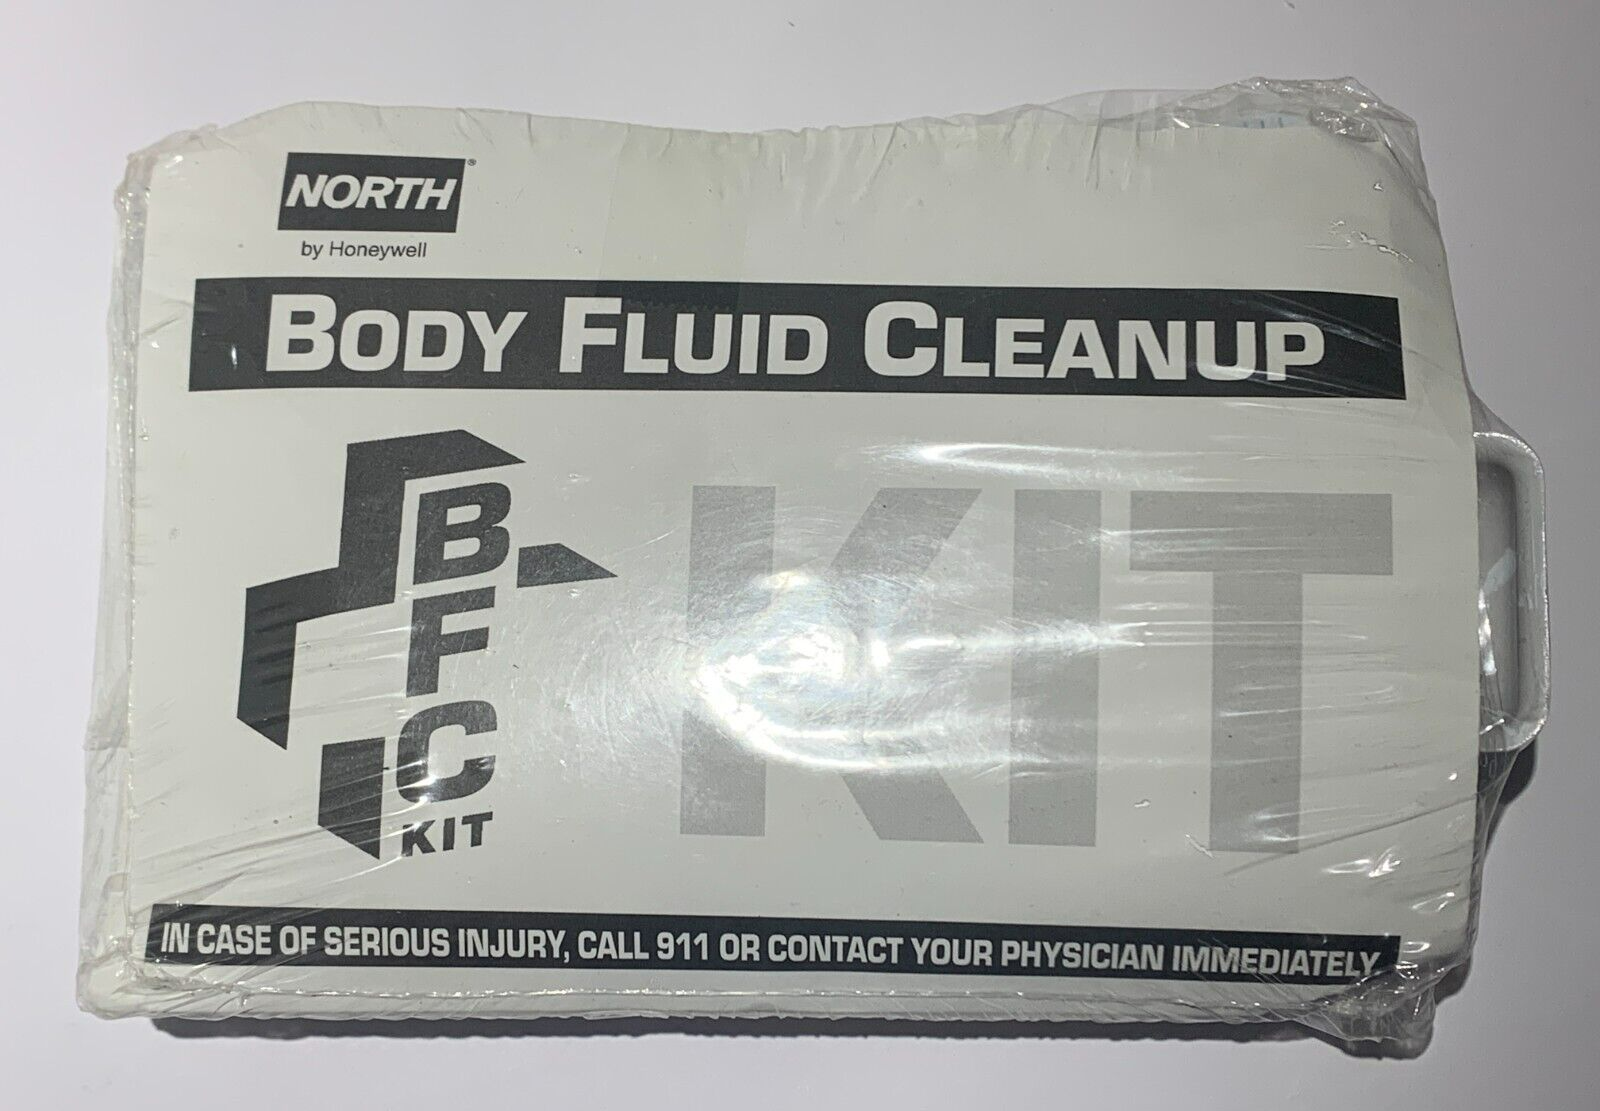 NORTH®
by Honeywell
BODY FLUID CLEANUP
B
F
C
KIT
KIT
IN CASE OF SERIOUS INJURY, CALL 911 OR CONTACT YOUR PHYSICIAN IMMEDIATELY